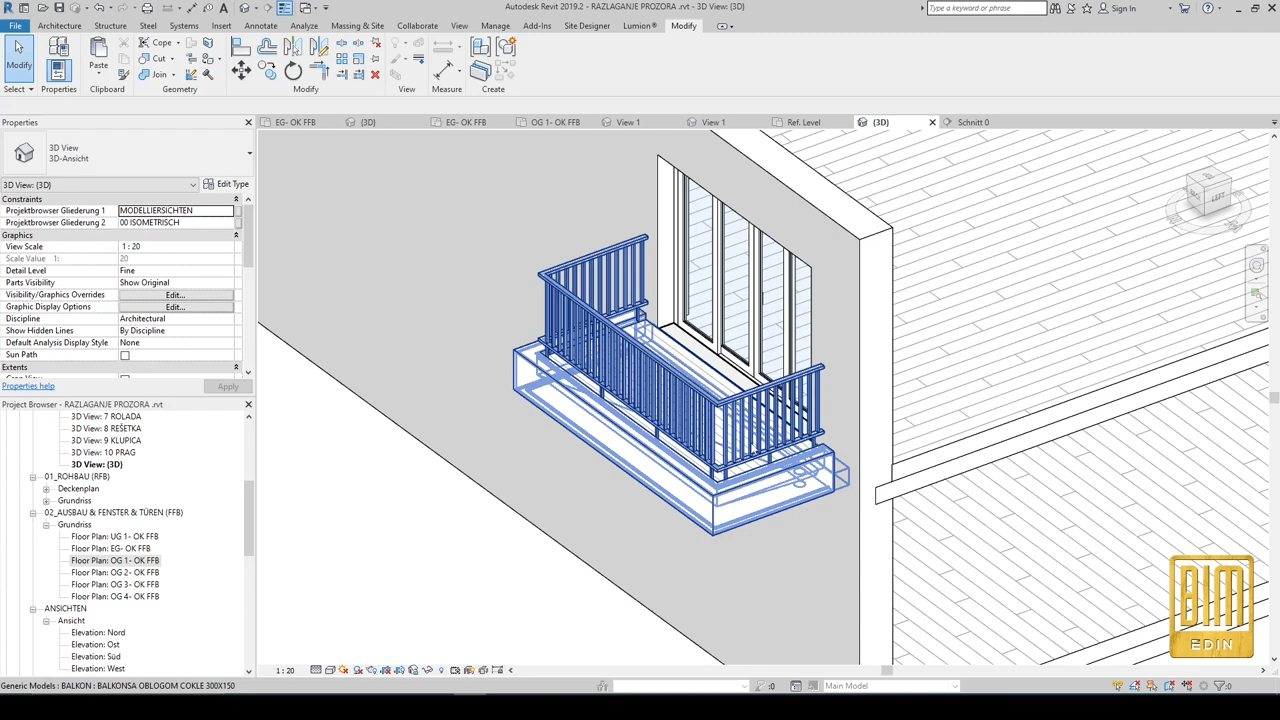 Autodesk Revit 2019.2 - RAZLAGANJE PROZORA .rvt - 3D View: {3D}
Type a keyword or phrase
Sign In
File Architecture Structure Steel Systems Insert Annotate Analyze Massing & Site Collaborate View Manage Add-Ins Site Designer Lumion® Modify
Modify
Properties
Paste
Cope
Cut
Join
Select Properties Clipboard Geometry Modify View Measure Create
Properties
EG- OK FFB {3D} EG- OK FFB OG 1- OK FFB View 1 View 1 Ref. Level {3D} Schnitt 0
3D View
3D-Ansicht
3D View: {3D} Edit Type
Constraints
Projektbrowser Gliederung 1 MODELLIERSICHTEN
Projektbrowser Gliederung 2 00 ISOMETRISCH
Graphics
View Scale 1 : 20
Scale Value 1: 20
Detail Level Fine
Parts Visibility Show Original
Visibility/Graphics Overrides Edit...
Graphic Display Options Edit...
Discipline Architectural
Show Hidden Lines By Discipline
Default Analysis Display Style None
Sun Path
Extents
Properties help Apply
Project Browser - RAZLAGANJE PROZORA .rvt
3D View: 7 ROLADA
3D View: 8 REŠETKA
3D View: 9 KLUPICA
3D View: 10 PRAG
3D View: {3D}
01_ROHBAU (RFB)
Deckenplan
Grundriss
02_AUSBAU & FENSTER & TÜREN (FFB)
Grundriss
Floor Plan: UG 1- OK FFB
Floor Plan: EG- OK FFB
Floor Plan: OG 1- OK FFB
Floor Plan: OG 2- OK FFB
Floor Plan: OG 3- OK FFB
Floor Plan: OG 4- OK FFB
ANSICHTEN
Ansicht
Elevation: Nord
Elevation: Ost
Elevation: Süd
Elevation: West
BACK LEFT
BIM
EDIN
1 : 20
Generic Models : BALKON : BALKONSA OBLOGOM COKLE 300X150
:0
Main Model
:0